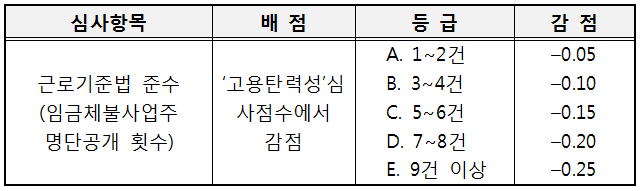 심사항목 배 점 등 급 감 점
근로기준법 준수
(임금체불사업주
명단공개 횟수)
‘고용탄력성’심
사점수에서
감점
A. 1~2건 –0.05
B. 3~4건 –0.10
C. 5~6건 –0.15
D. 7~8건 –0.20
E. 9건 이상 –0.25